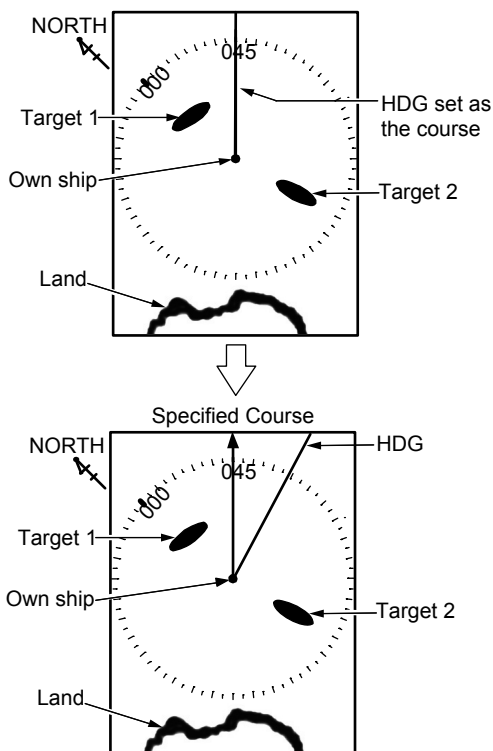 NORTH
045
000
Target 1
HDG set as
the course
Own ship
Target 2
Land
Specified Course
NORTH
HDG
045
000
Target 1
Own ship
Target 2
Land